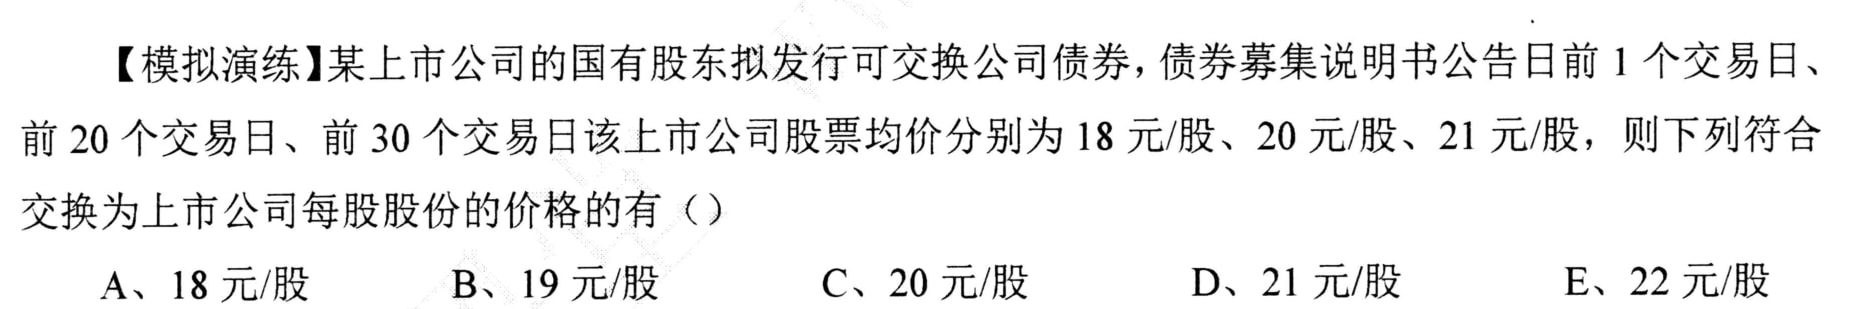 【模拟演练】某上市公司的国有股东拟发行可交换公司债券，债券募集说明书公告日前 1 个交易日、
前 20 个交易日、前 30 个交易日该上市公司股票均价分别为 18 元/股、20 元/股、21 元/股，则下列符合
交换为上市公司每股股份的价格的有（）
A、18 元/股 B、19 元/股 C、20 元/股 D、21 元/股 E、22 元/股